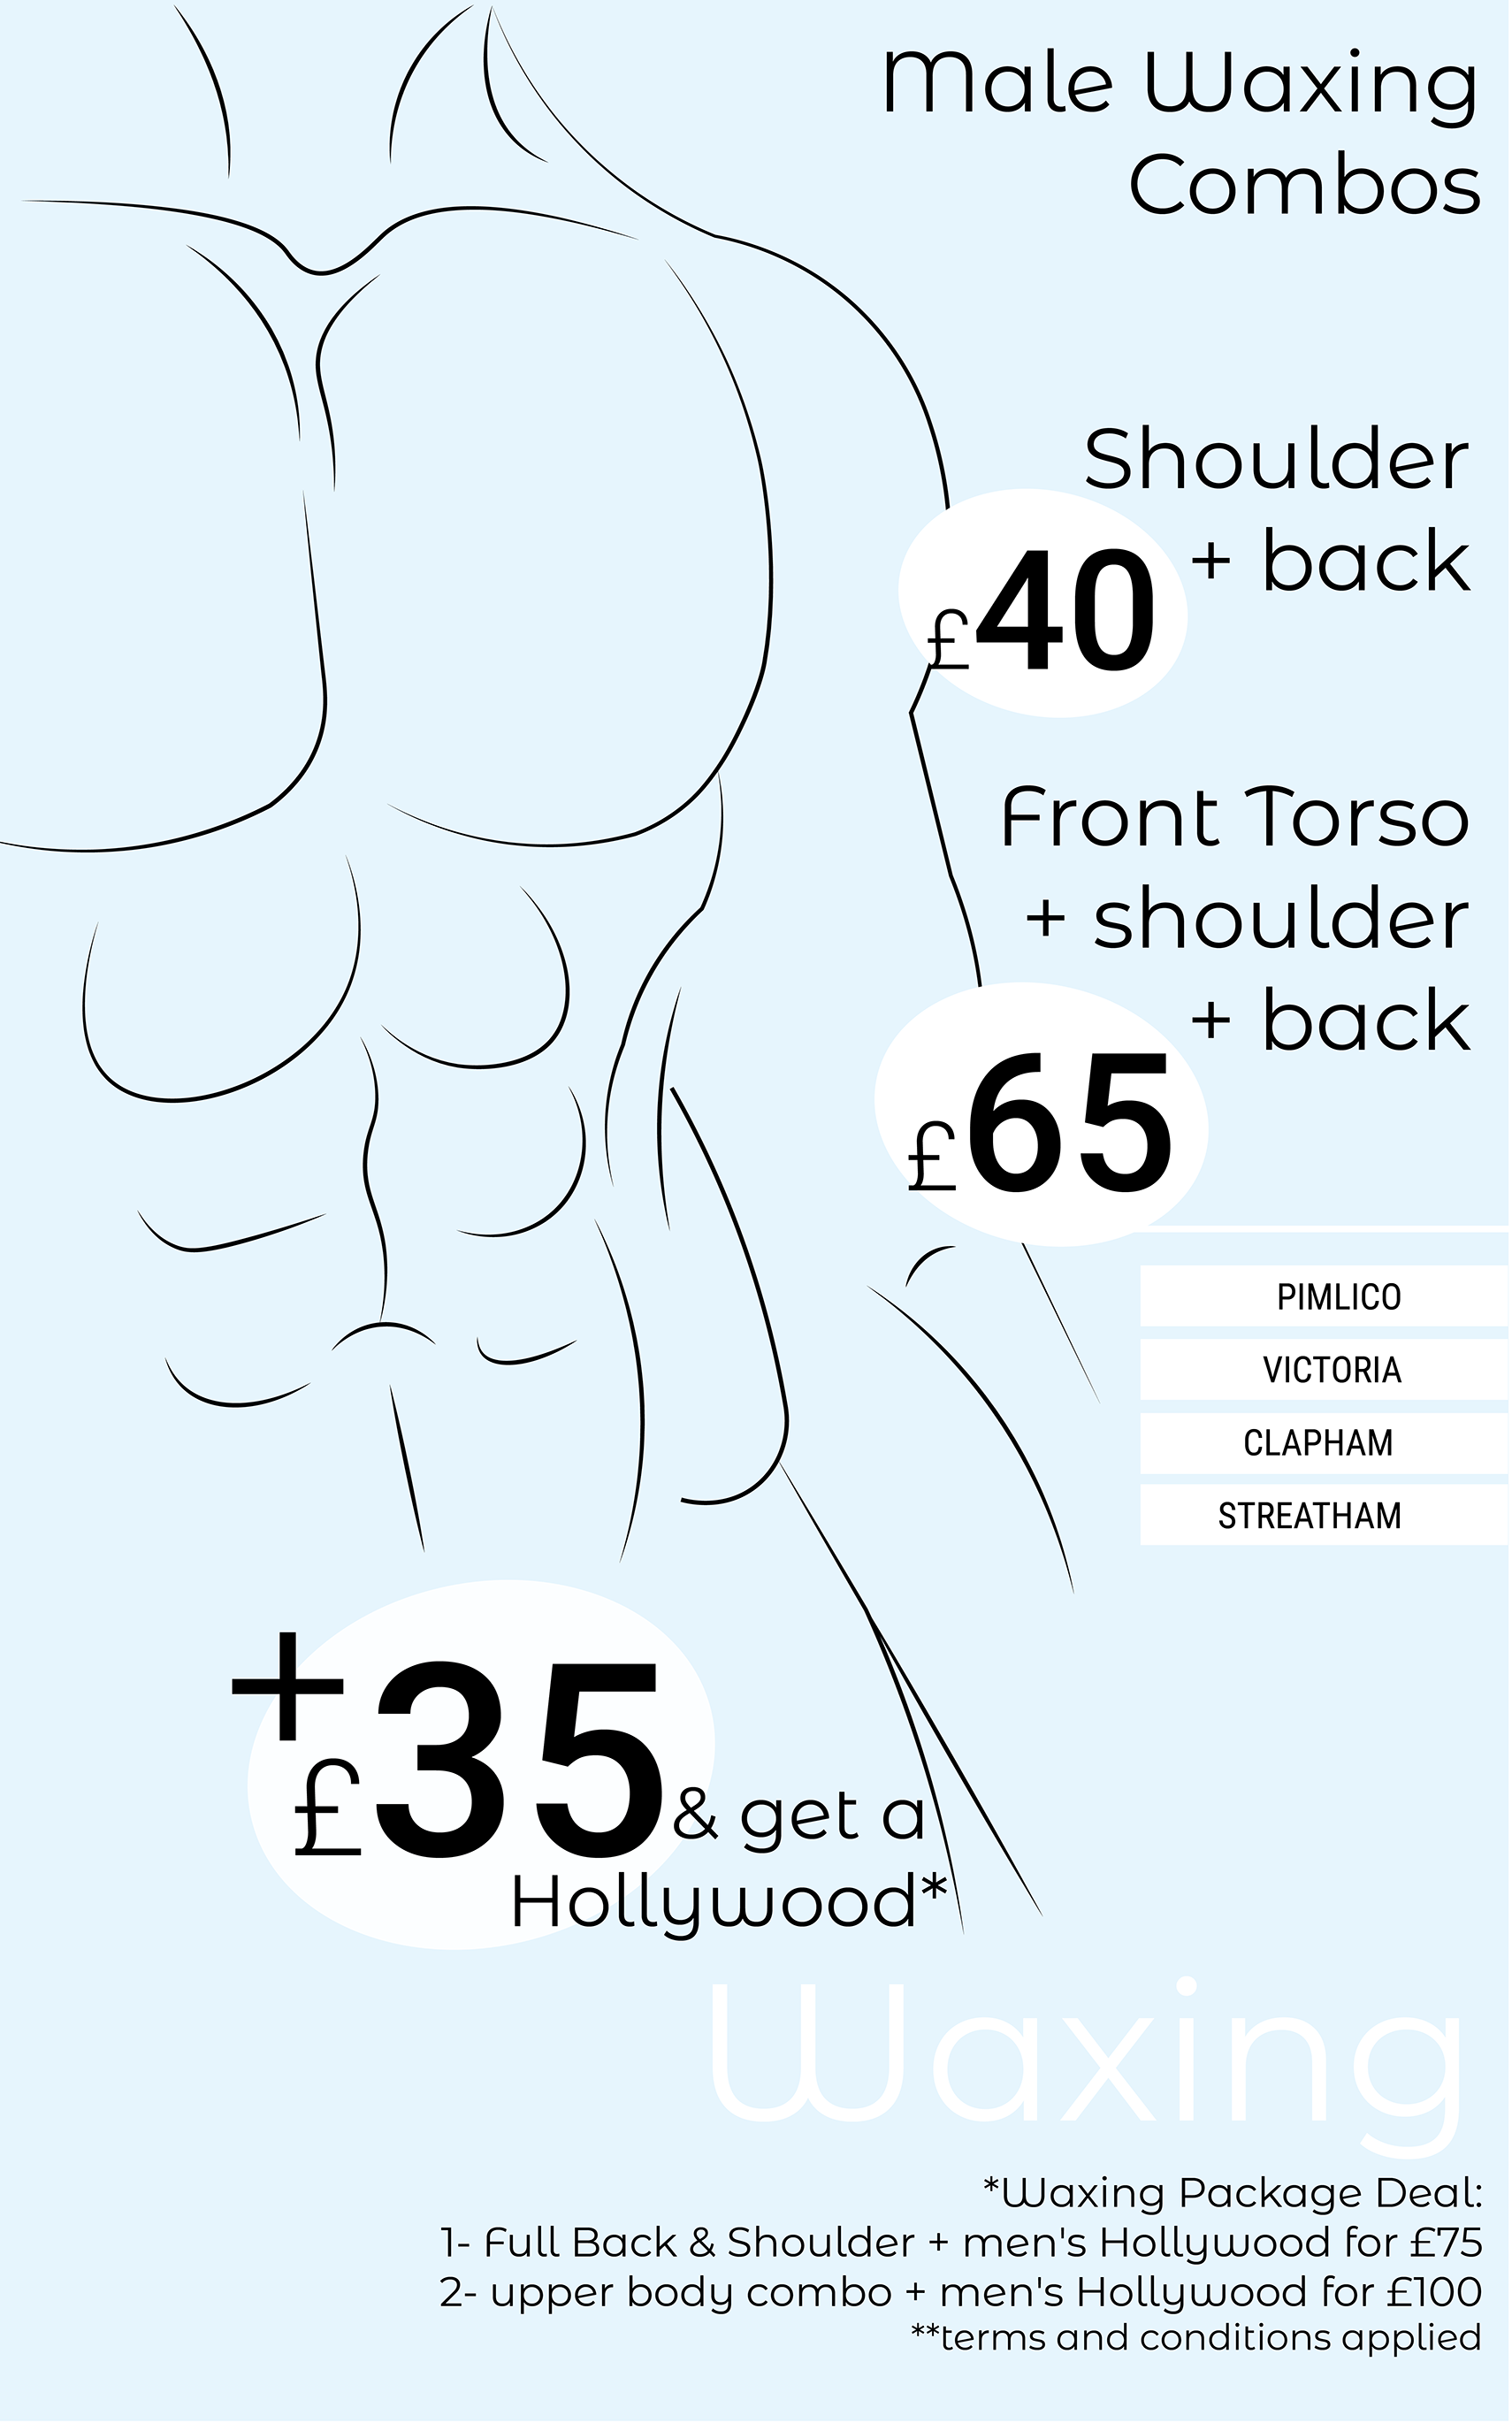 Male Waxing
Combos
Shoulder
+ back
£40
Front Torso
+ shoulder
+ back
£65
PIMLICO
VICTORIA
CLAPHAM
STREATHAM
+
£35 & get a
Hollywood*
Waxing
*Waxing Package Deal:
1- Full Back & Shoulder + men's Hollywood for £75
2- upper body combo + men's Hollywood for £100
**terms and conditions applied